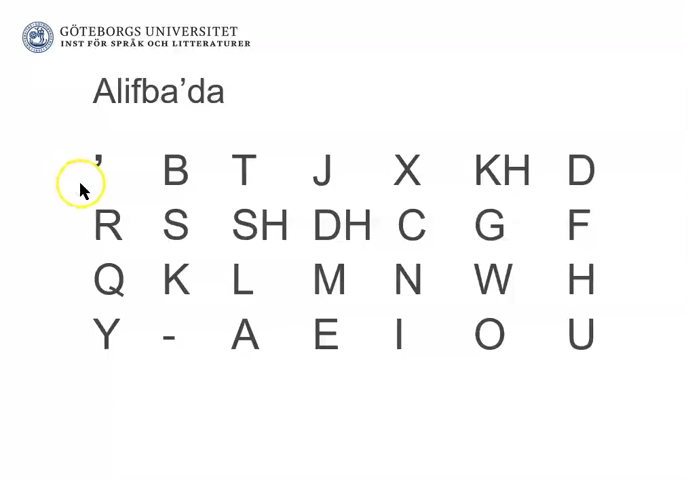 GÖTEBORGS UNIVERSITET
INST FÖR SPRÅK OCH LITTERATURER
Alifba’da
’ B T J X KH D
R S SH DH C G F
Q K L M N W H
Y - A E I O U